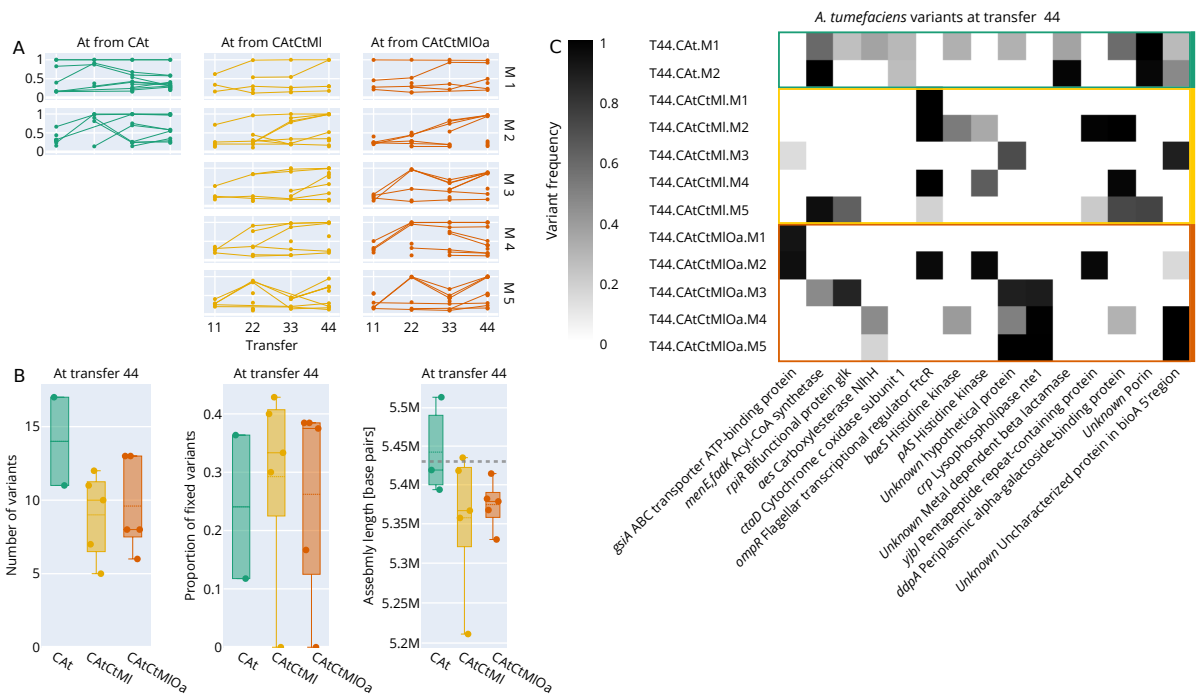 A
At from CAt
At from CAtCtMl
At from CAtCtMlOa
1
0.5
0
1
0.5
0
M 1
M 2
M 3
M 4
M 5
11 22 33 44
11 22 33 44
Transfer
B
At transfer 44
At transfer 44
At transfer 44
Number of variants
15
10
5
0
CAt
CAtCtMl
CAtCtMlOa
Proportion of fixed variants
0.4
0.3
0.2
0.1
0
CAt
CAtCtMl
CAtCtMlOa
Assebmly length [base pairs]
5.5M
5.45M
5.4M
5.35M
5.3M
5.25M
5.2M
CAt
CAtCtMl
CAtCtMlOa
C
Variant frequency
1
0.8
0.6
0.4
0.2
0
A. tumefaciens variants at transfer 44
T44.CAt.M1
T44.CAt.M2
T44.CAtCtMl.M1
T44.CAtCtMl.M2
T44.CAtCtMl.M3
T44.CAtCtMl.M4
T44.CAtCtMl.M5
T44.CAtCtMlOa.M1
T44.CAtCtMlOa.M2
T44.CAtCtMlOa.M3
T44.CAtCtMlOa.M4
T44.CAtCtMlOa.M5
gsiA ABC transporter ATP-binding protein
menE,fadK Acyl-CoA synthetase
rpiR Bifunctional protein glk
aes Carboxylesterase NlhH
ctaD Cytochrome c oxidase subunit 1
ompR Flagellar transcriptional regulator FtcR
baeS Histidine kinase
pAS Histidine kinase
Unknown hypothetical protein
crp Lysophospholipase nte1
Unknown Metal dependent beta lactamase
yjbI Pentapeptide repeat-containing protein
ddpA Periplasmic alpha-galactoside-binding protein
Unknown Porin
Unknown Uncharacterized protein in bioA 5'region